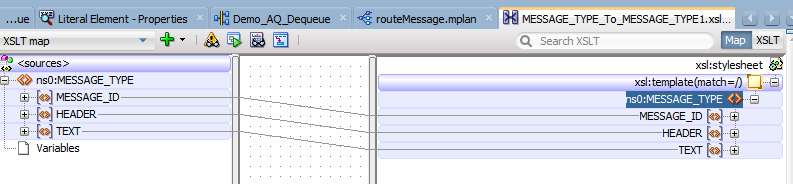 ...ue
Literal Element - Properties
Demo_AQ_Dequeue
routeMessage.mplan
MESSAGE_TYPE_To_MESSAGE_TYPE1.xsl...
XSLT map
Search XSLT
Map
XSLT
<sources>
xsl:stylesheet
xsl:template(match=/)
ns0:MESSAGE_TYPE
ns0:MESSAGE_TYPE
MESSAGE_ID
MESSAGE_ID
HEADER
HEADER
TEXT
TEXT
Variables